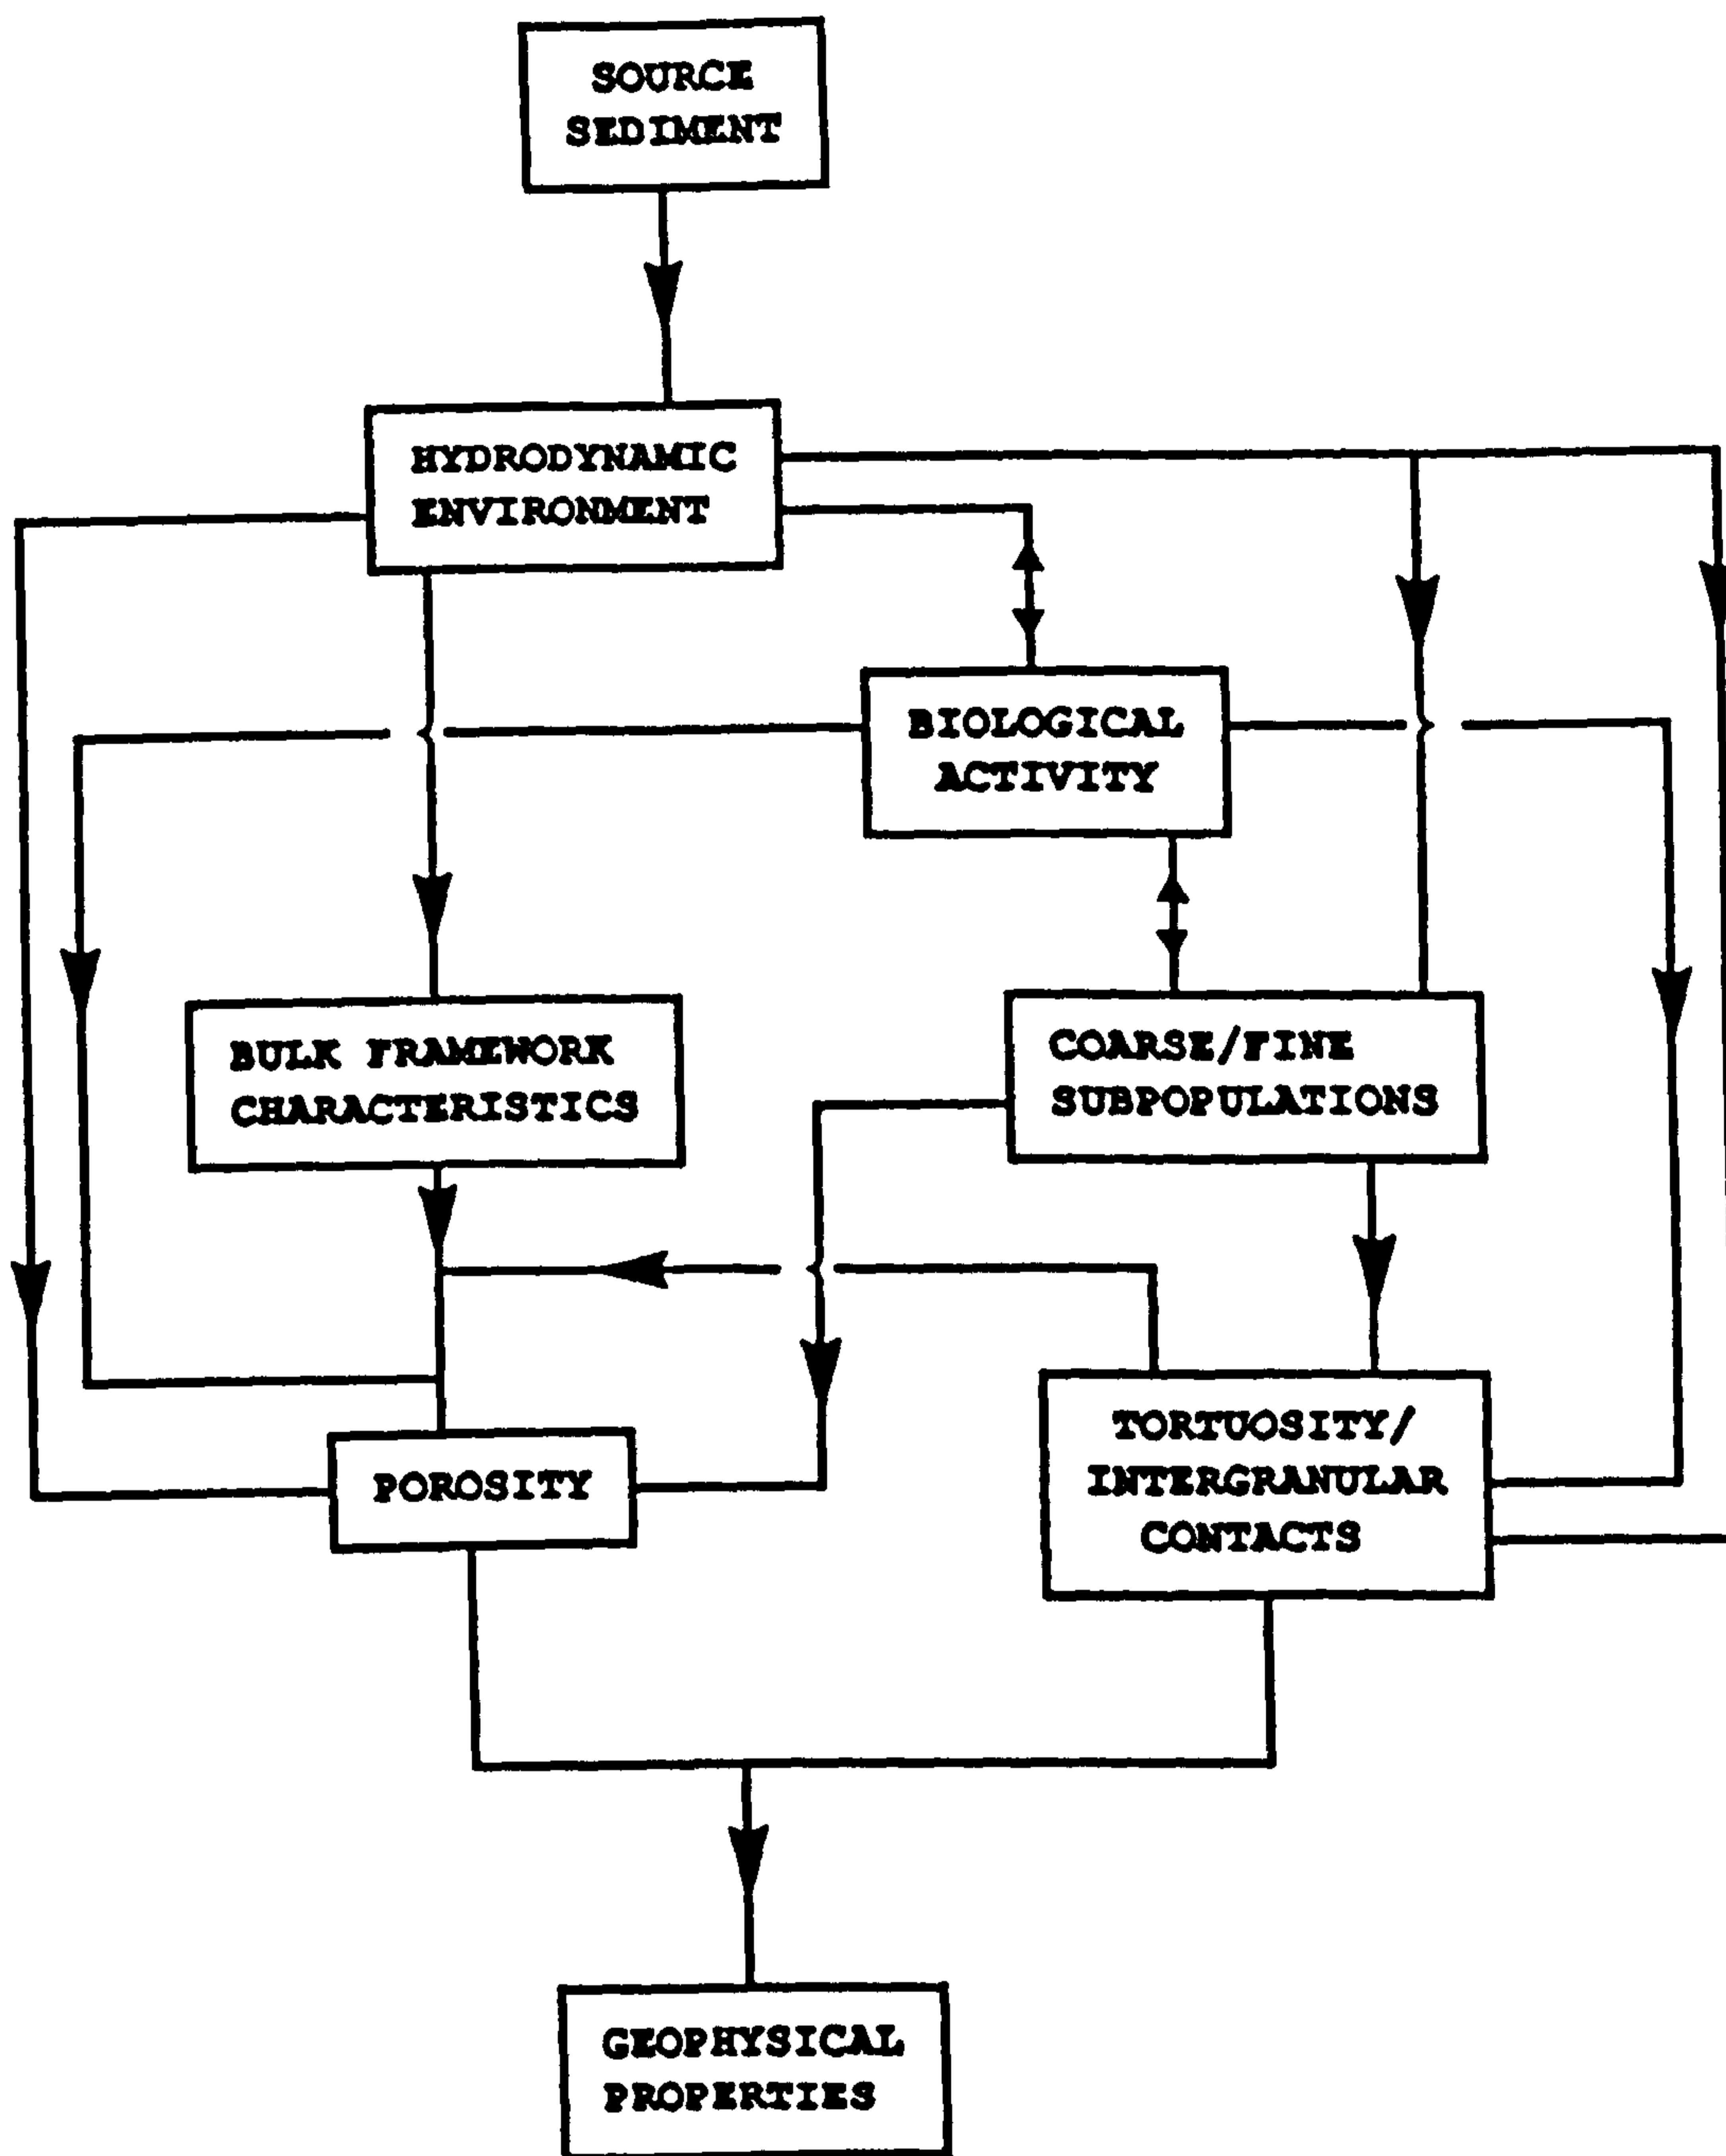 SOURCE
SEDIMENT
HYDRODYNAMIC
ENVIRONMENT
BIOLOGICAL
ACTIVITY
BULK FRAMEWORK
CHARACTERISTICS
COARSE/FINE
SUBPOPULATIONS
TORTUOSITY/
INTERGRANULAR
CONTACTS
POROSITY
GEOPHYSICAL
PROPERTIES